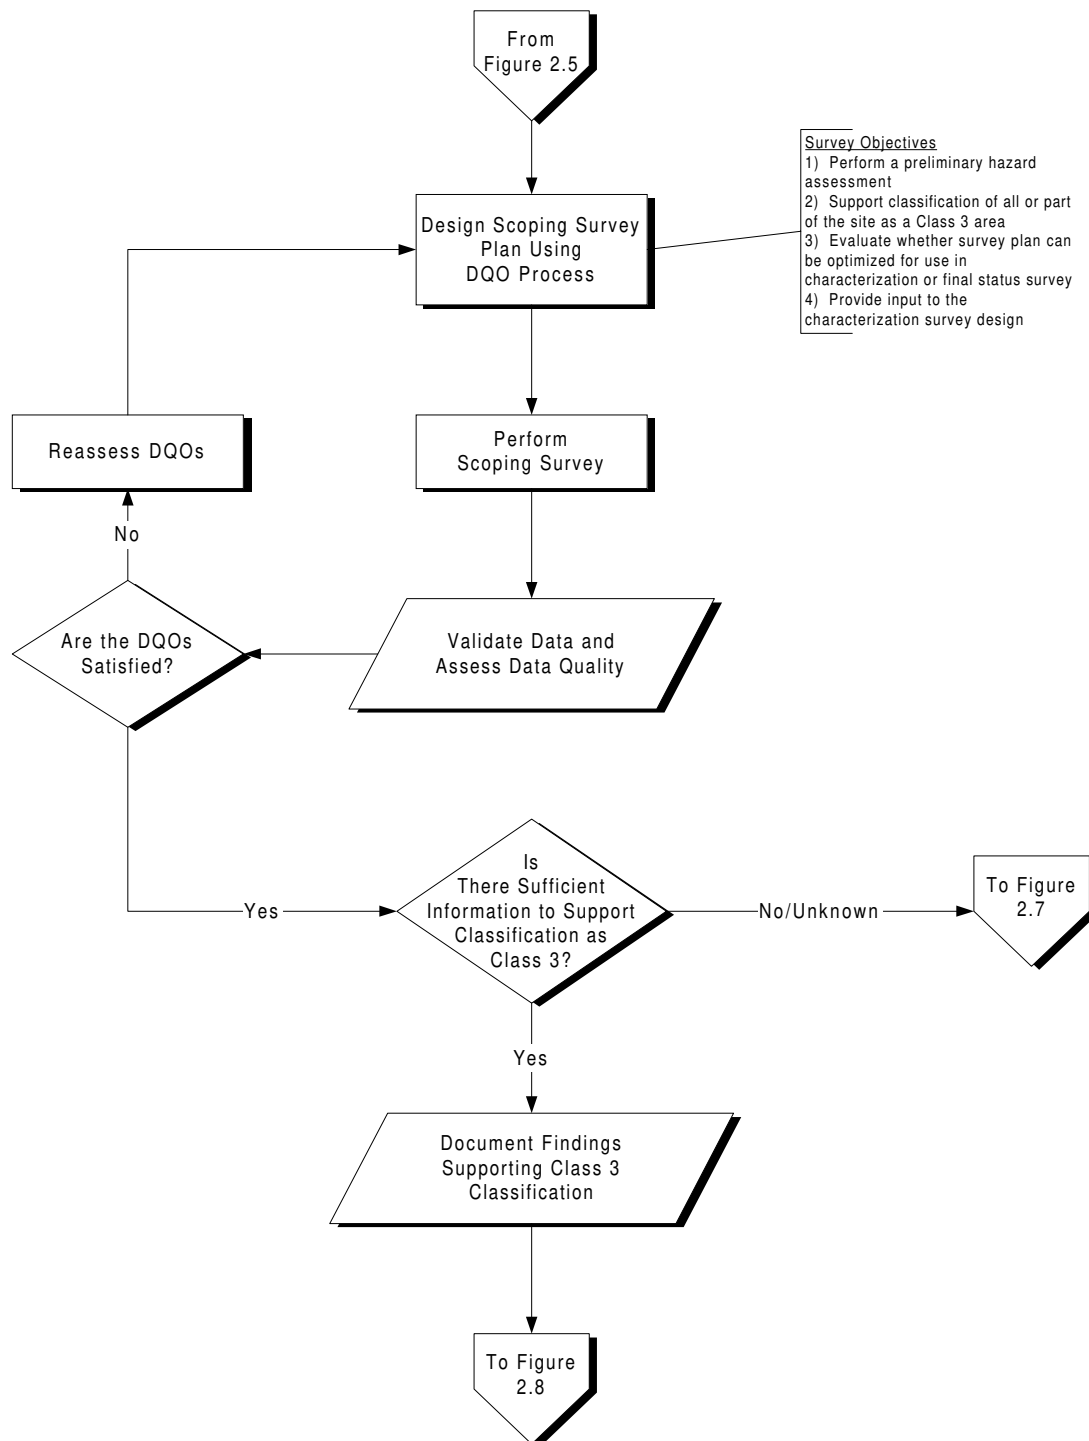 From
Figure 2.5
Survey Objectives
1) Perform a preliminary hazard
assessment
2) Support classification of all or part
of the site as a Class 3 area
3) Evaluate whether survey plan can
be optimized for use in
characterization or final status survey
4) Provide input to the
characterization survey design
Design Scoping Survey
Plan Using
DQO Process
Reassess DQOs
Perform
Scoping Survey
No
Are the DQOs
Satisfied?
Validate Data and
Assess Data Quality
Is
There Sufficient
Information to Support
Classification as
Class 3?
Yes
No/Unknown
To Figure
2.7
Yes
Document Findings
Supporting Class 3
Classification
To Figure
2.8